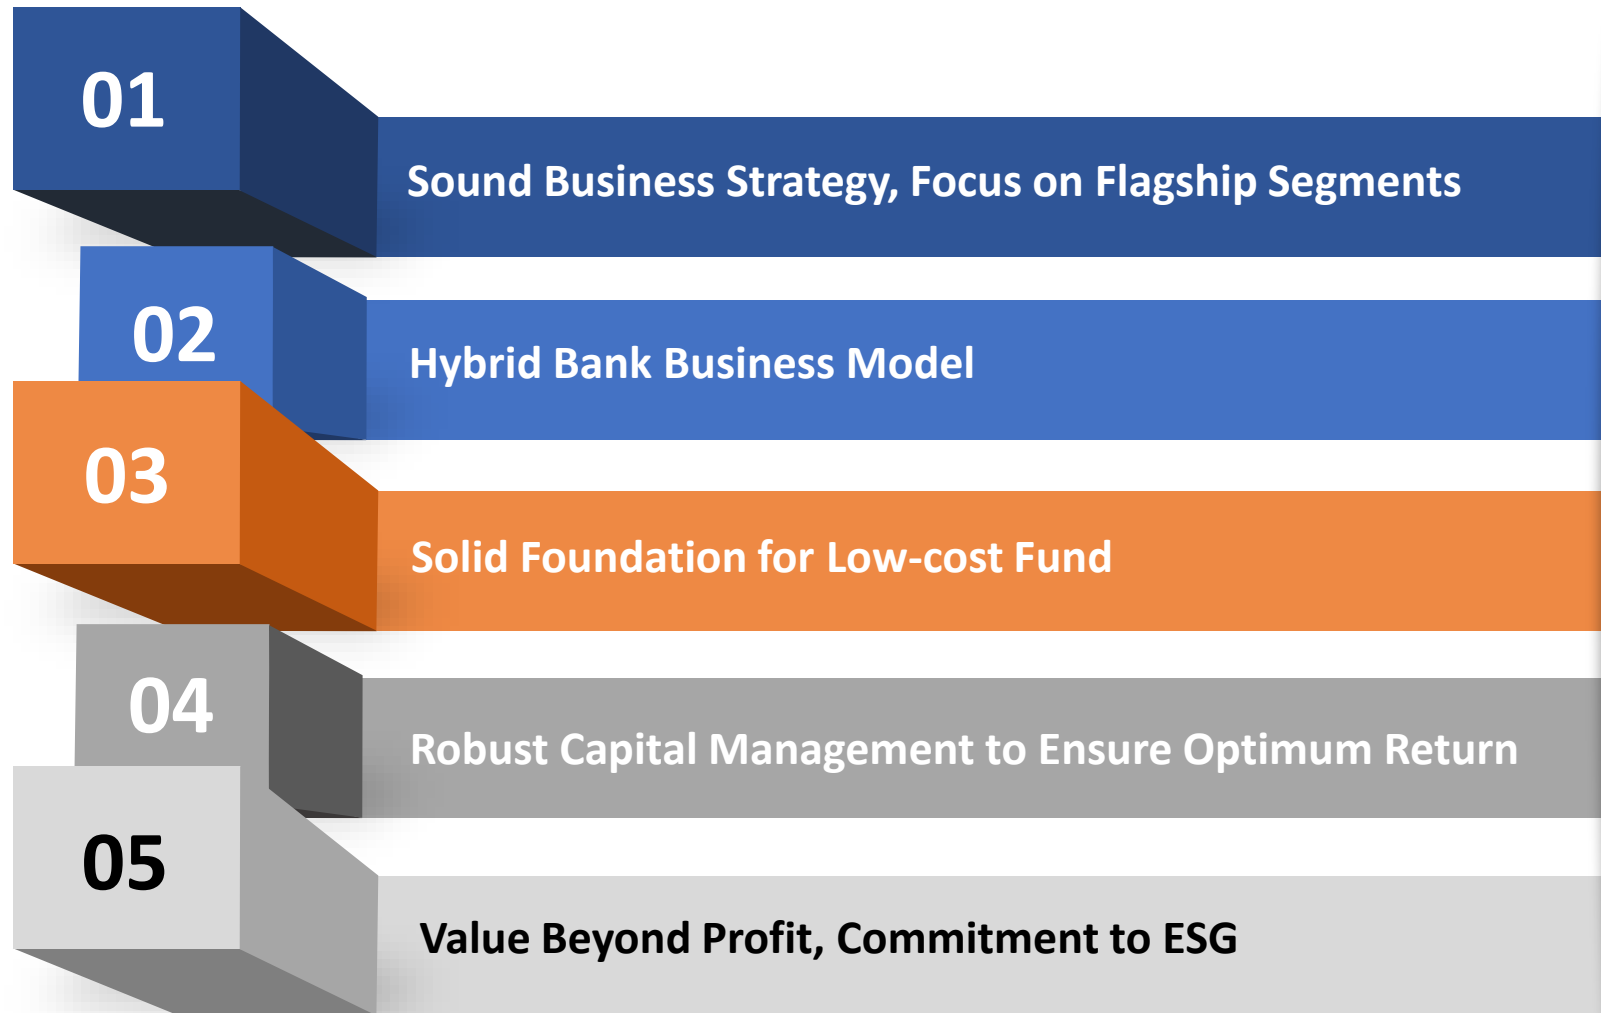 01
Sound Business Strategy, Focus on Flagship Segments
02
Hybrid Bank Business Model
03
Solid Foundation for Low-cost Fund
04
Robust Capital Management to Ensure Optimum Return
05
Value Beyond Profit, Commitment to ESG